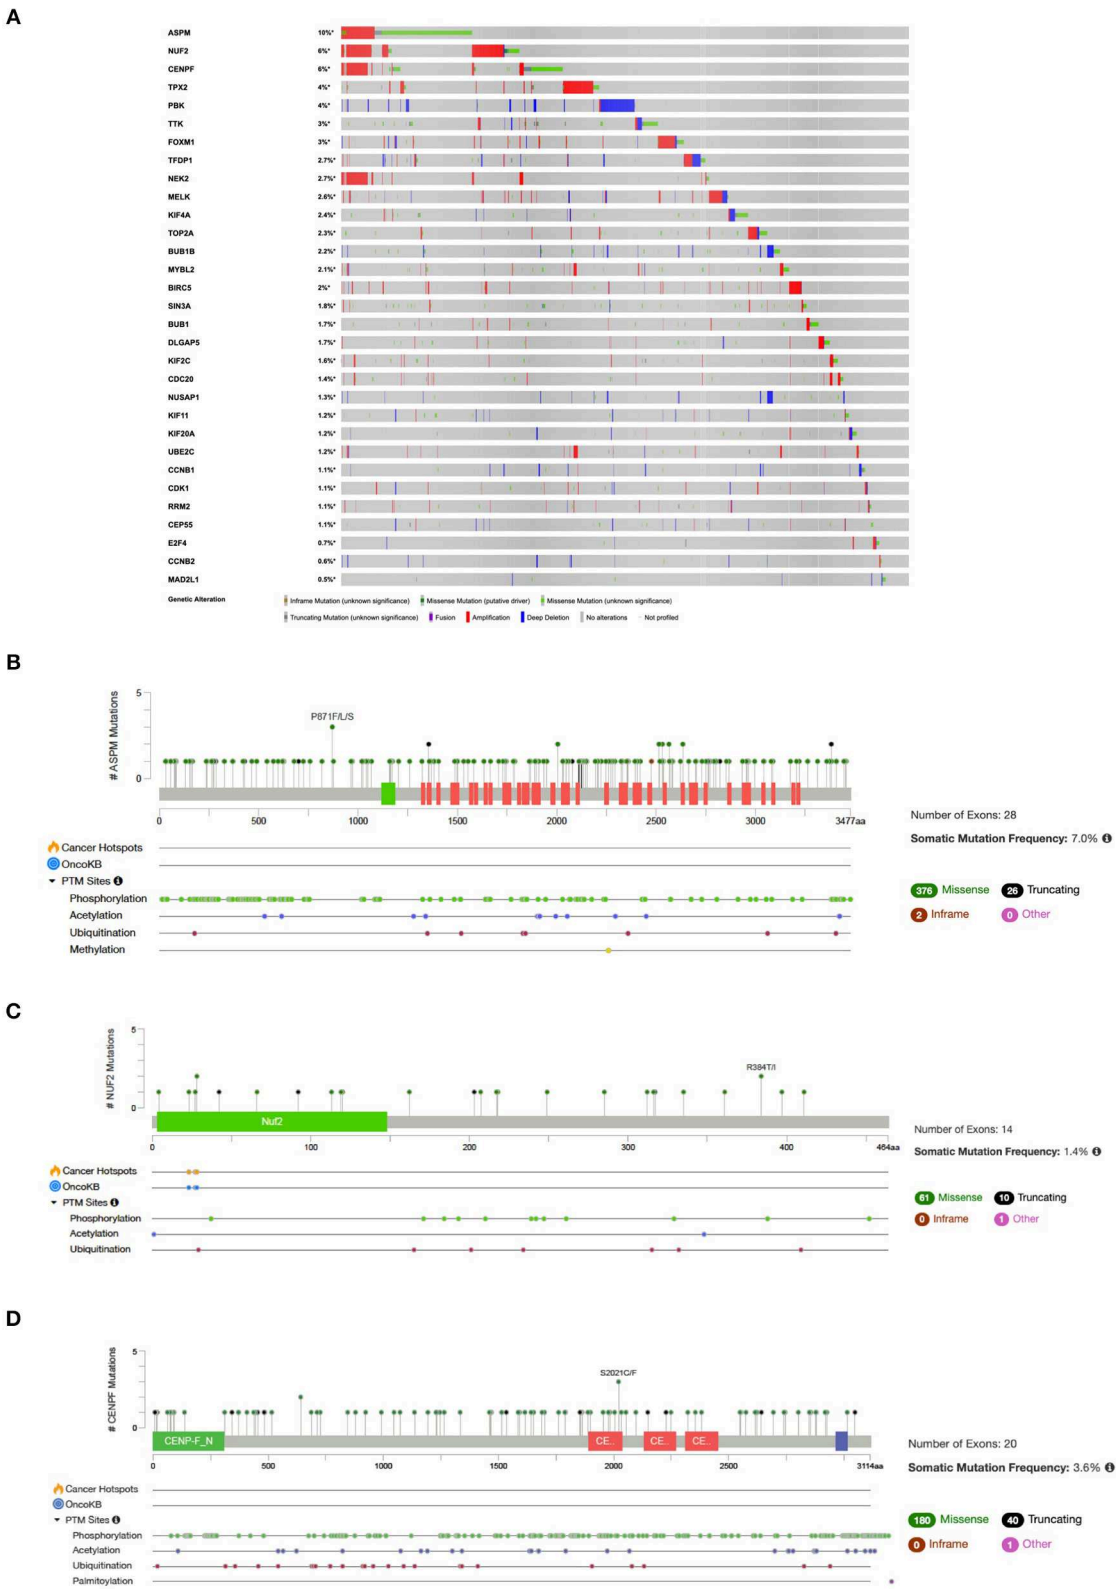 A
ASPM 10%*
NUF2 6%*
CENPF 6%*
TPX2 4%*
PBK 4%*
TTK 3%*
FOXM1 3%*
TFDP1 2.7%*
NEK2 2.7%*
MELK 2.6%*
KIF4A 2.4%*
TOP2A 2.3%*
BUB1B 2.2%*
MYBL2 2.1%*
BIRC5 2%*
SIN3A 1.8%*
BUB1 1.7%*
DLGAP5 1.7%*
KIF2C 1.6%*
CDC20 1.4%*
NUSAP1 1.3%*
KIF11 1.2%*
KIF20A 1.2%*
UBE2C 1.2%*
CCNB1 1.1%*
CDK1 1.1%*
RRM2 1.1%*
CEP55 1.1%*
E2F4 0.7%*
CCNB2 0.6%*
MAD2L1 0.5%*
Genetic Alteration Inframe Mutation (unknown significance) Missense Mutation (putative driver) Missense Mutation (unknown significance)
Truncating Mutation (unknown significance) Fusion Amplification Deep Deletion No alterations Not profiled
B
# ASPM Mutations
5
P871F/L/S
0
0 500 1000 1500 2000 2500 3000 3477aa
Number of Exons: 28
Somatic Mutation Frequency: 7.0%
Cancer Hotspots
OncoKB
PTM Sites
Phosphorylation
Acetylation
Ubiquitination
Methylation
376 Missense 26 Truncating
2 Inframe 0 Other
C
# NUF2 Mutations
5
R384T/I
0
Nuf2
0 100 200 300 400 464aa
Number of Exons: 14
Somatic Mutation Frequency: 1.4%
Cancer Hotspots
OncoKB
PTM Sites
Phosphorylation
Acetylation
Ubiquitination
61 Missense 10 Truncating
0 Inframe 1 Other
D
# CENPF Mutations
5
S2021C/F
0
CENP-F_N CE.. CE.. CE..
0 500 1000 1500 2000 2500 3114aa
Number of Exons: 20
Somatic Mutation Frequency: 3.6%
Cancer Hotspots
OncoKB
PTM Sites
Phosphorylation
Acetylation
Ubiquitination
Palmitoylation
180 Missense 40 Truncating
0 Inframe 1 Other